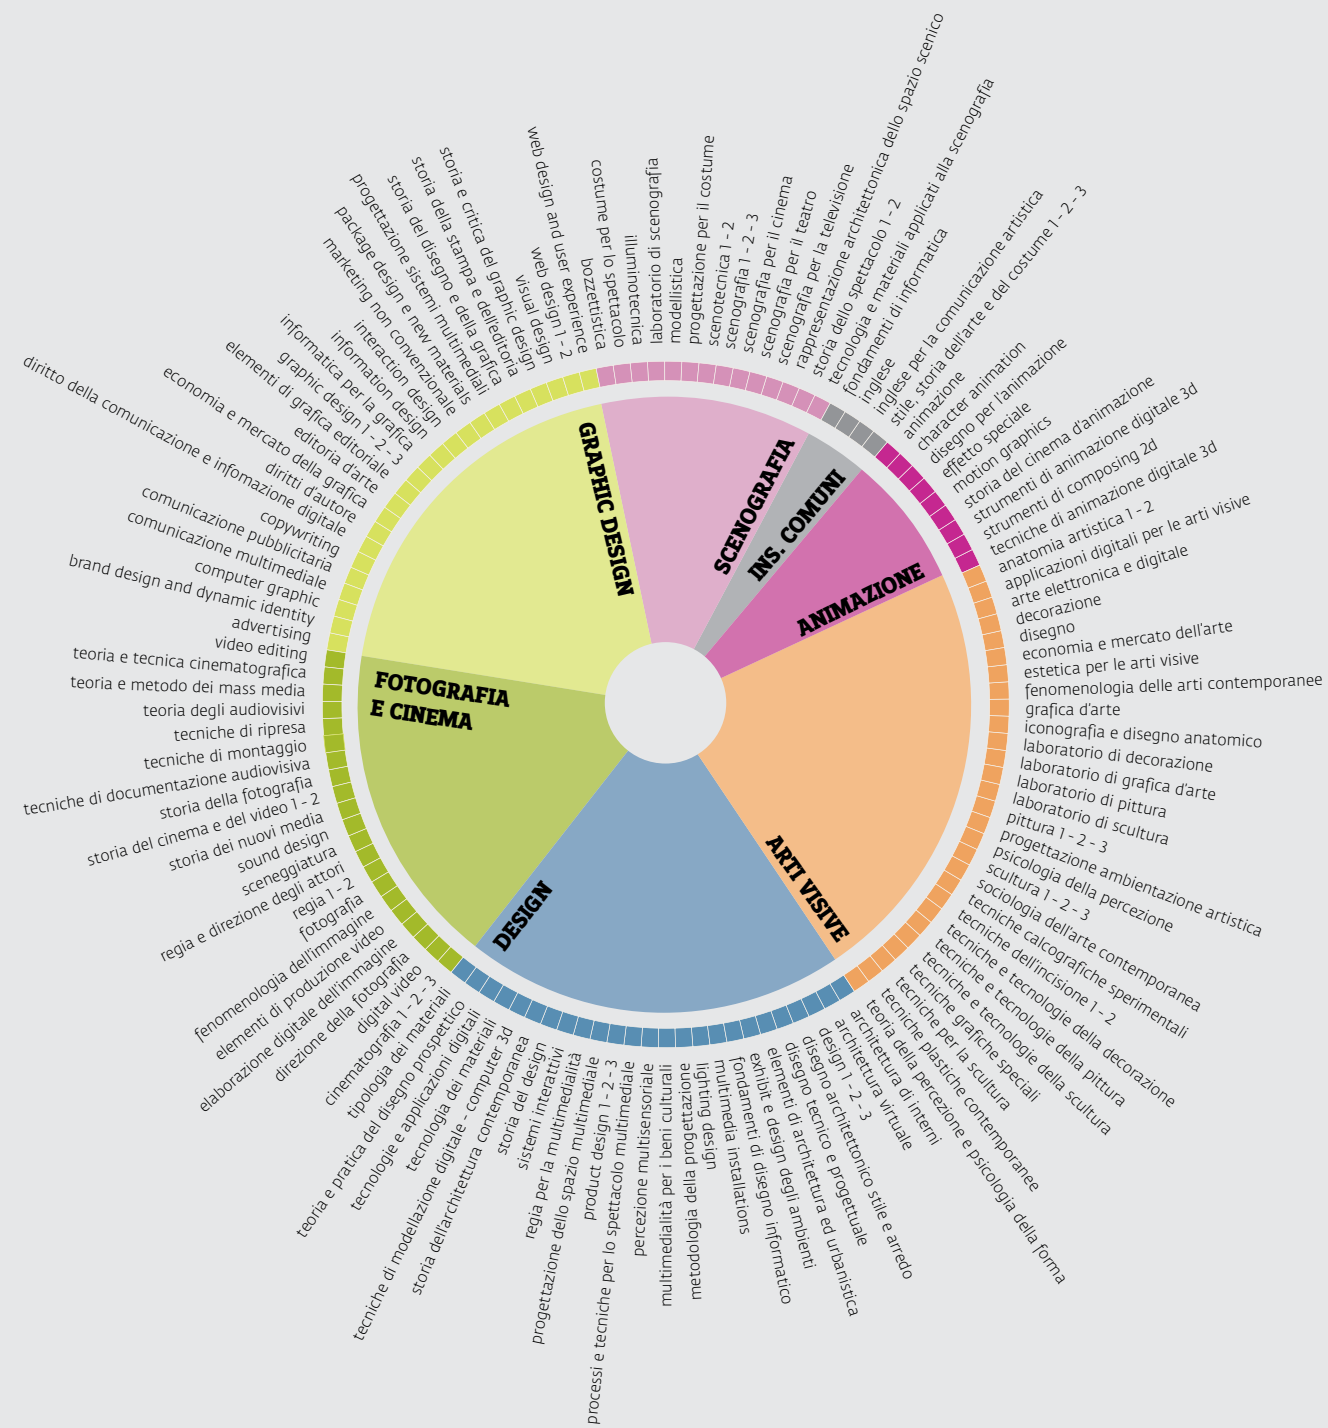 GRAPHIC DESIGN
SCENOGRAFIA
INS. COMUNI
ANIMAZIONE
ARTI VISIVE
DESIGN
FOTOGRAFIA
E CINEMA
bozzettistica
costume per lo spettacolo
illuminotecnica
laboratorio di scenografia
modellistica
progettazione per il costume
scenotecnica 1 - 2
scenografia 1 - 2 - 3
scenografia per il cinema
scenografia per il teatro
scenografia per la televisione
rappresentazione architettonica dello spazio scenico
storia dello spettacolo 1 - 2
tecnologia e materiali applicati alla scenografia
fondamenti di informatica
inglese
inglese per la comunicazione artistica
stile, storia dell'arte e del costume 1 - 2 - 3
animazione
character animation
disegno per l'animazione
effetto speciale
motion graphics
storia del cinema d'animazione
strumenti di animazione digitale 3d
strumenti di composing 2d
tecniche di animazione digitale 3d
anatomia artistica 1 - 2
applicazioni digitali per le arti visive
arte elettronica e digitale
decorazione
disegno
economia e mercato dell'arte
estetica per le arti visive
fenomenologia delle arti contemporanee
grafica d'arte
iconografia e disegno anatomico
laboratorio di decorazione
laboratorio di grafica d'arte
laboratorio di pittura
laboratorio di scultura
pittura 1 - 2 - 3
progettazione ambientazione artistica
psicologia della percezione
scultura 1 - 2 - 3
sociologia dell'arte contemporanea
tecniche calcografiche sperimentali
tecniche dell'incisione 1 - 2
tecniche e tecnologie della decorazione
tecniche e tecnologie della pittura
tecniche e tecnologie della scultura
tecniche grafiche speciali
tecniche per la scultura
tecniche plastiche contemporanee
teoria della percezione e psicologia della forma
architettura di interni
architettura virtuale
design 1 - 2 - 3
disegno architettonico stile e arredo
disegno tecnico e progettuale
elementi di architettura ed urbanistica
exhibit e design degli ambienti
fondamenti di disegno informatico
multimedia installations
lighting design
metodologia della progettazione
multimedialità per i beni culturali
percezione multisensoriale
processi e tecniche per lo spettacolo multimediale
product design 1 - 2 - 3
progettazione dello spazio multimediale
regia per la multimedialità
sistemi interattivi
storia del design
storia dell'architettura contemporanea
tecniche di modellazione digitale - computer 3d
tecnologia dei materiali
tecnologie e applicazioni digitali
teoria e pratica del disegno prospettico
tipologia dei materiali
cinematografia 1 - 2 - 3
digital video
direzione della fotografia
elaborazione digitale dell'immagine
elementi di produzione video
fenomenologia dell'immagine
fotografia
regia 1 - 2
regia e direzione degli attori
sceneggiatura
sound design
storia dei nuovi media
storia del cinema e del video 1 - 2
storia della fotografia
tecniche di documentazione audiovisiva
tecniche di montaggio
tecniche di ripresa
teoria degli audiovisivi
teoria e metodo dei mass media
teoria e tecnica cinematografica
video editing
advertising
brand design and dynamic identity
computer graphic
comunicazione multimediale
comunicazione pubblicitaria
copywriting
diritto della comunicazione e infomazione digitale
diritti d'autore
economia e mercato della grafica
editoria d'arte
elementi di grafica editoriale
graphic design 1 - 2 - 3
informatica per la grafica
information design
interaction design
marketing non convenzionale
package design e new materials
progettazione sistemi multimediali
storia del disegno e della grafica
storia della stampa e dell'editoria
storia e critica del graphic design
visual design
web design 1 - 2
web design and user experience